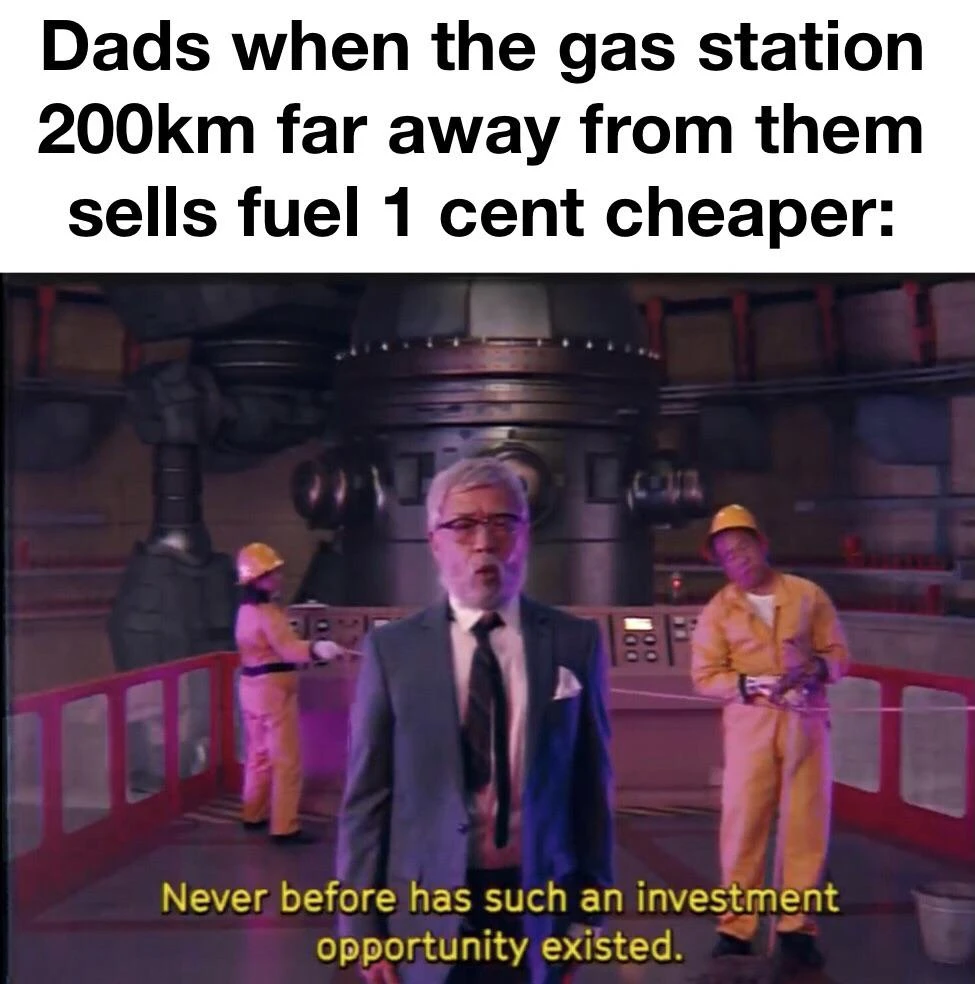 Dads when the gas station
200km far away from them
sells fuel 1 cent cheaper:
Never before has such an investment
opportunity existed.